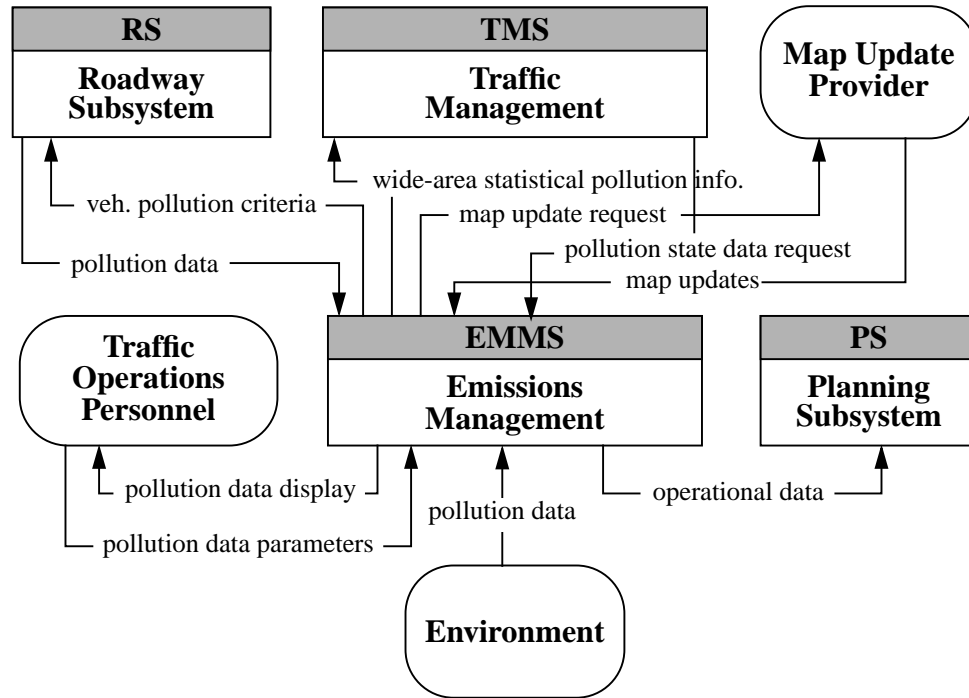 RS
Roadway
Subsystem
TMS
Traffic
Management
Map Update
Provider
wide-area statistical pollution info.
veh. pollution criteria
map update request
pollution state data request
pollution data
map updates
Traffic
Operations
Personnel
EMMS
Emissions
Management
PS
Planning
Subsystem
pollution data display
operational data
pollution data
pollution data parameters
Environment